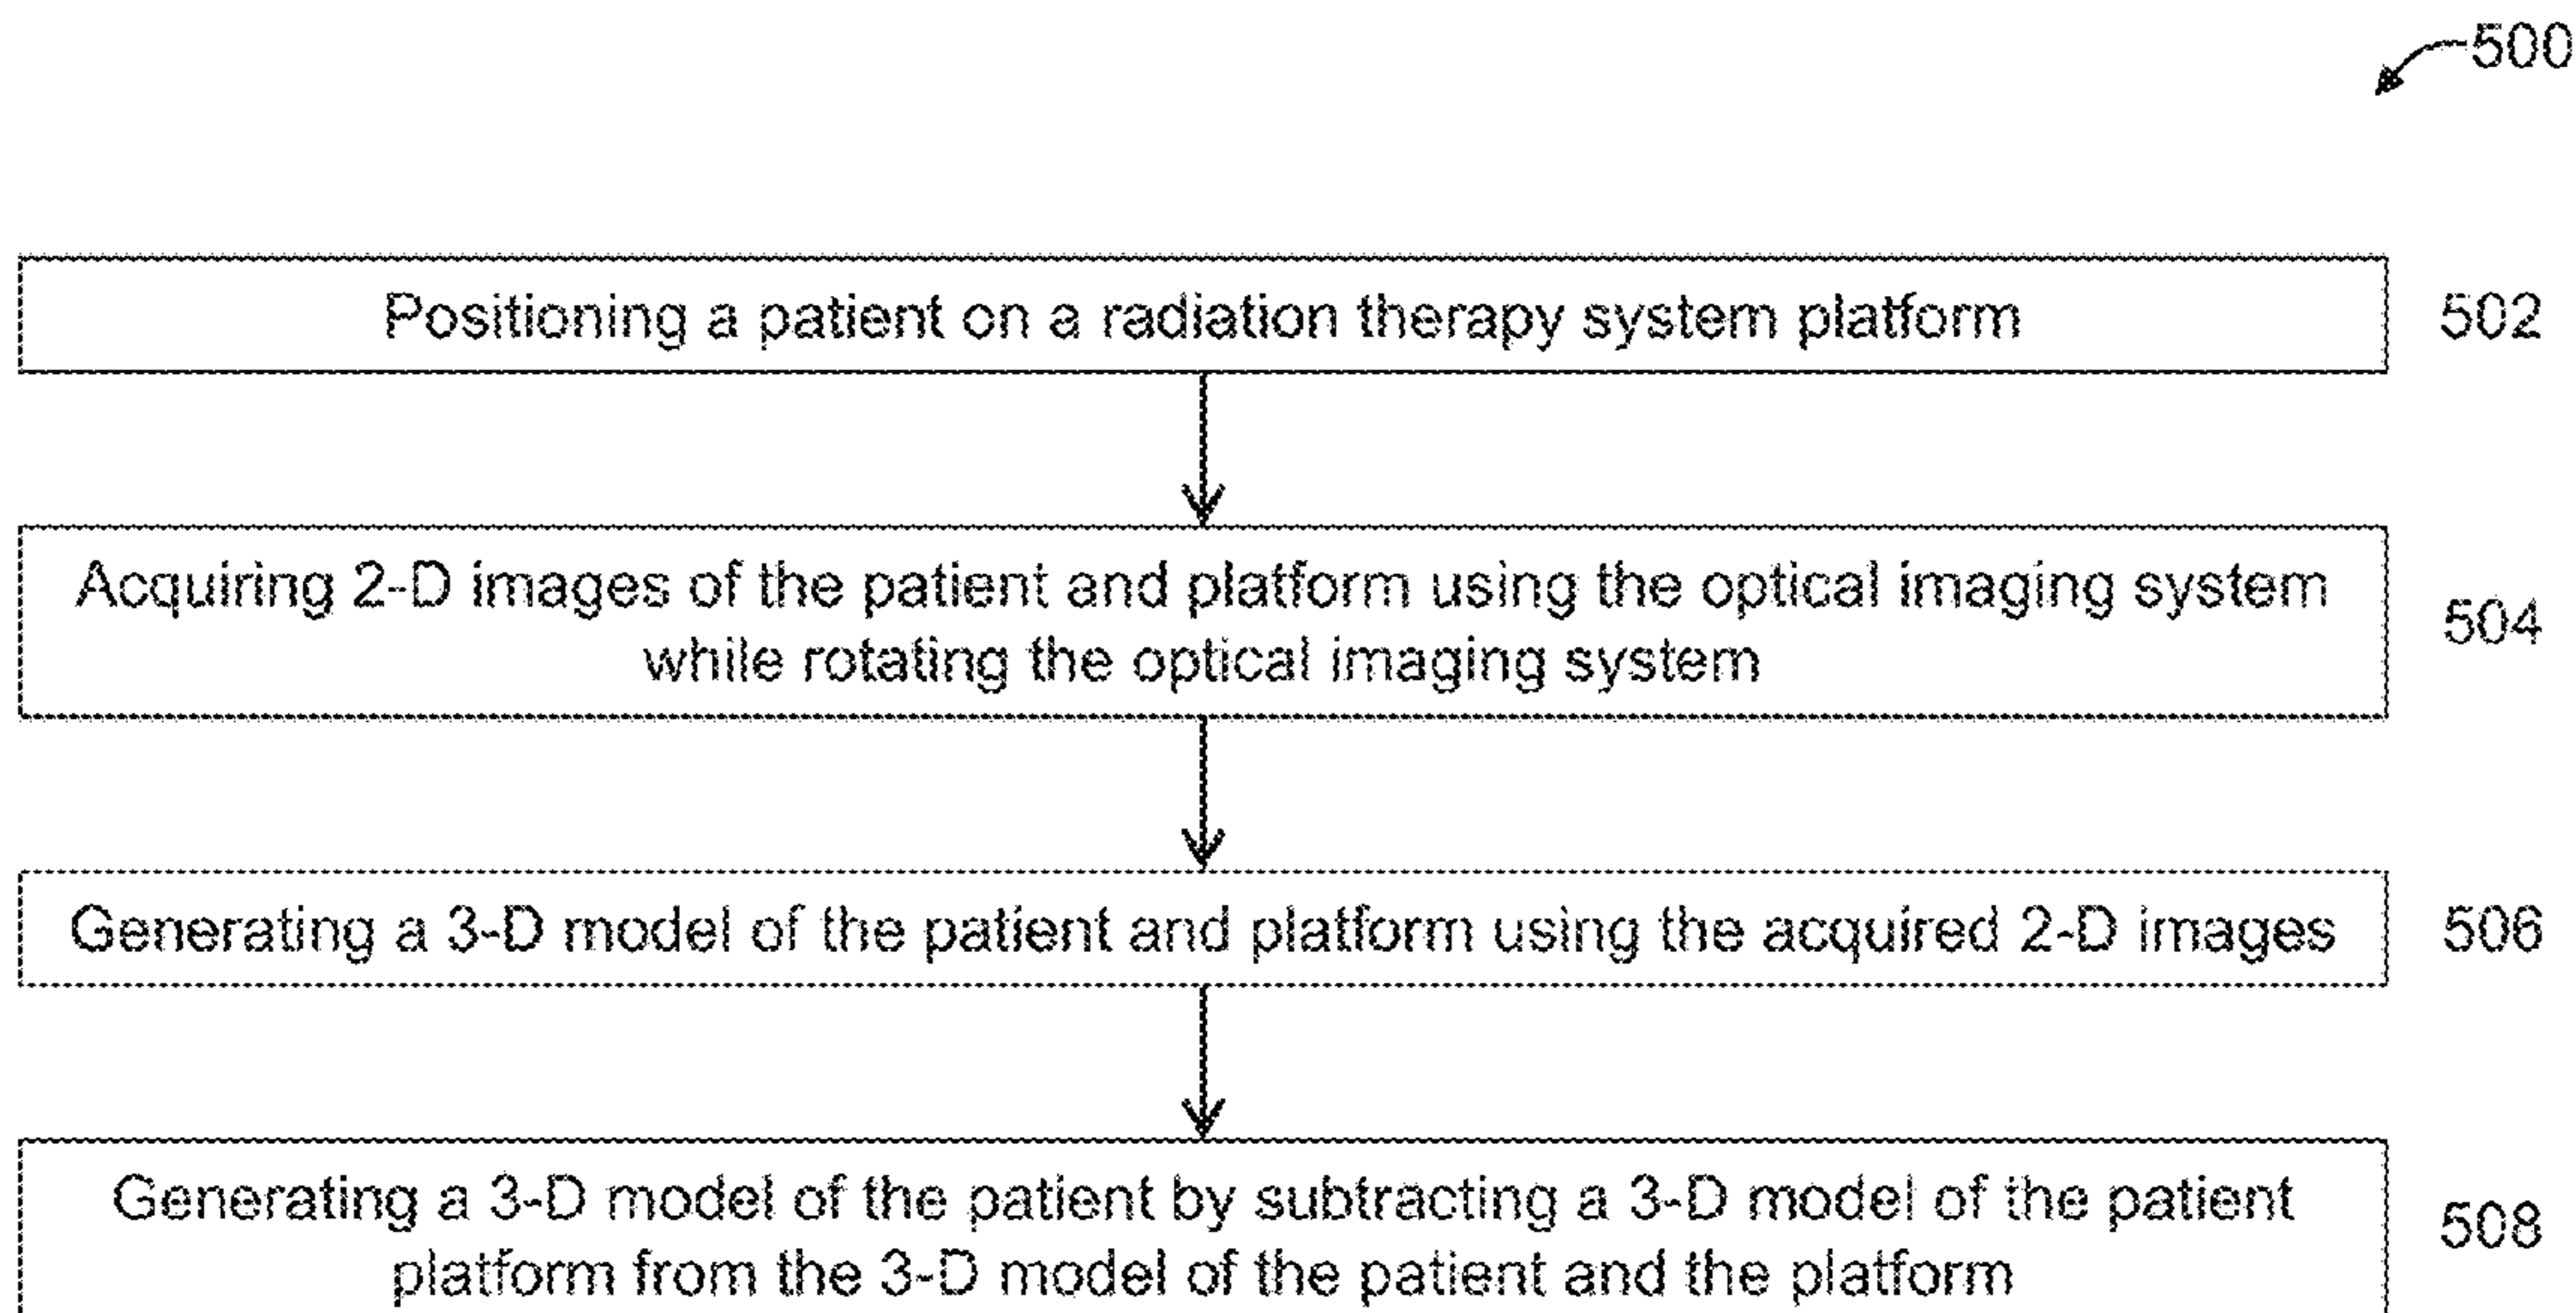 500
Positioning a patient on a radiation therapy system platform
502
Acquiring 2-D images of the patient and platform using the optical imaging system
while rotating the optical imaging system
504
Generating a 3-D model of the patient and platform using the acquired 2-D images
506
Generating a 3-D model of the patient by subtracting a 3-D model of the patient
platform from the 3-D model of the patient and the platform
508